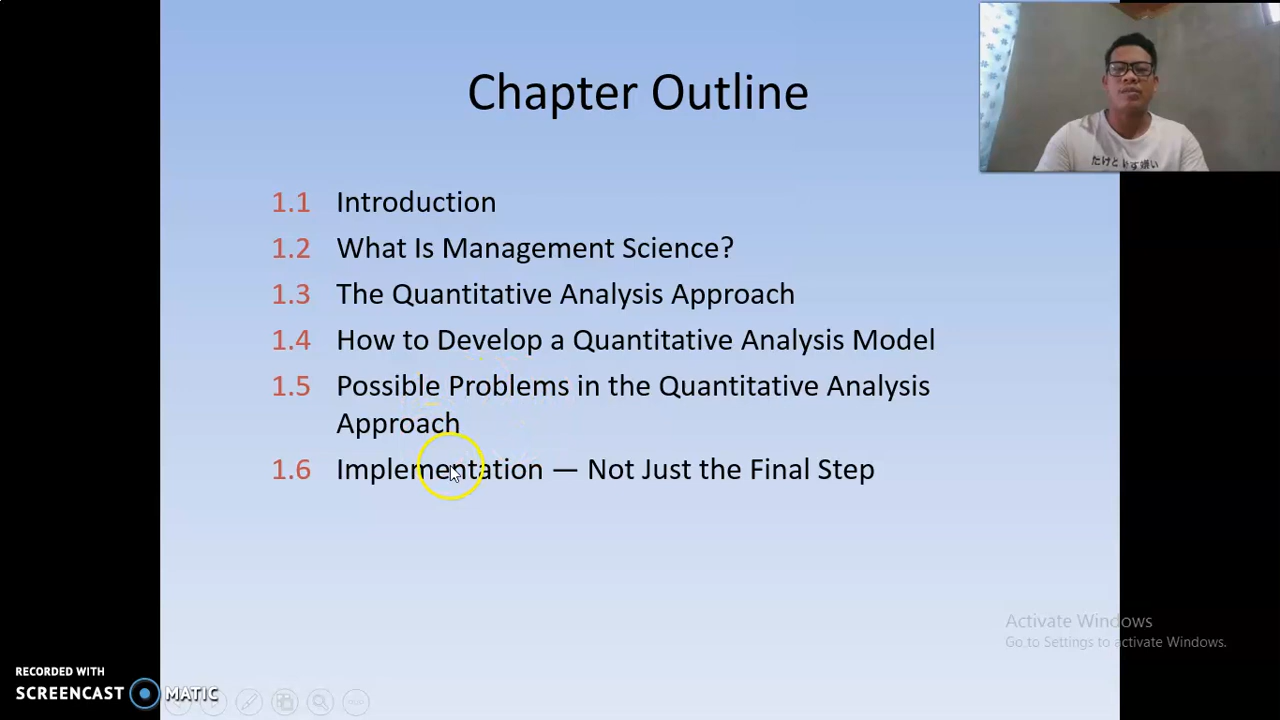 Chapter Outline
1.1 Introduction
1.2 What Is Management Science?
1.3 The Quantitative Analysis Approach
1.4 How to Develop a Quantitative Analysis Model
1.5 Possible Problems in the Quantitative Analysis
Approach
1.6 Implementation — Not Just the Final Step
Activate Windows
Go to Settings to activate Windows.
RECORDED WITH
SCREENCAST MATIC